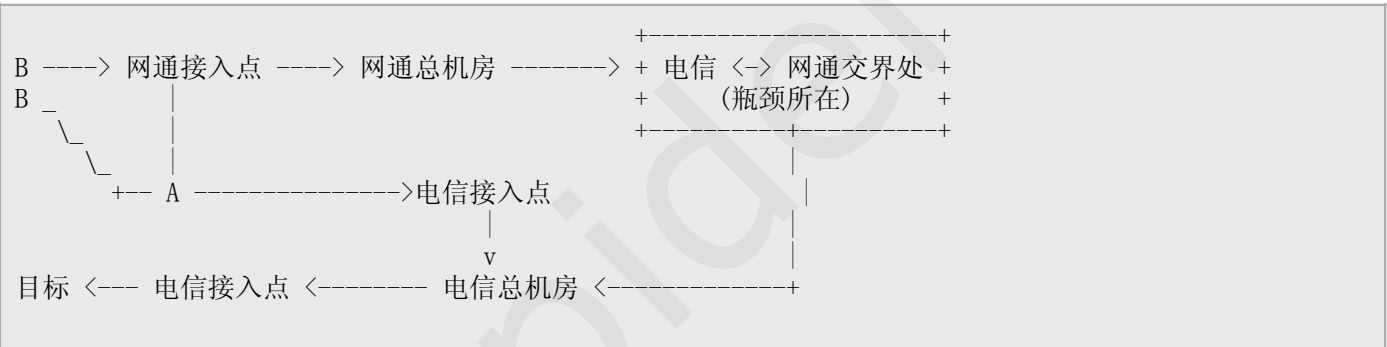 +---------------------+
B ----> 网通接入点 ----> 网通总机房 -------> + 电信 <-> 网通交界处 +
B _ | + (瓶颈所在) +
\_ | +----------+----------+
\_ | |
+-- A --------------->电信接入点 |
| |
v |
目标 <--- 电信接入点 <-------- 电信总机房 <-------------+